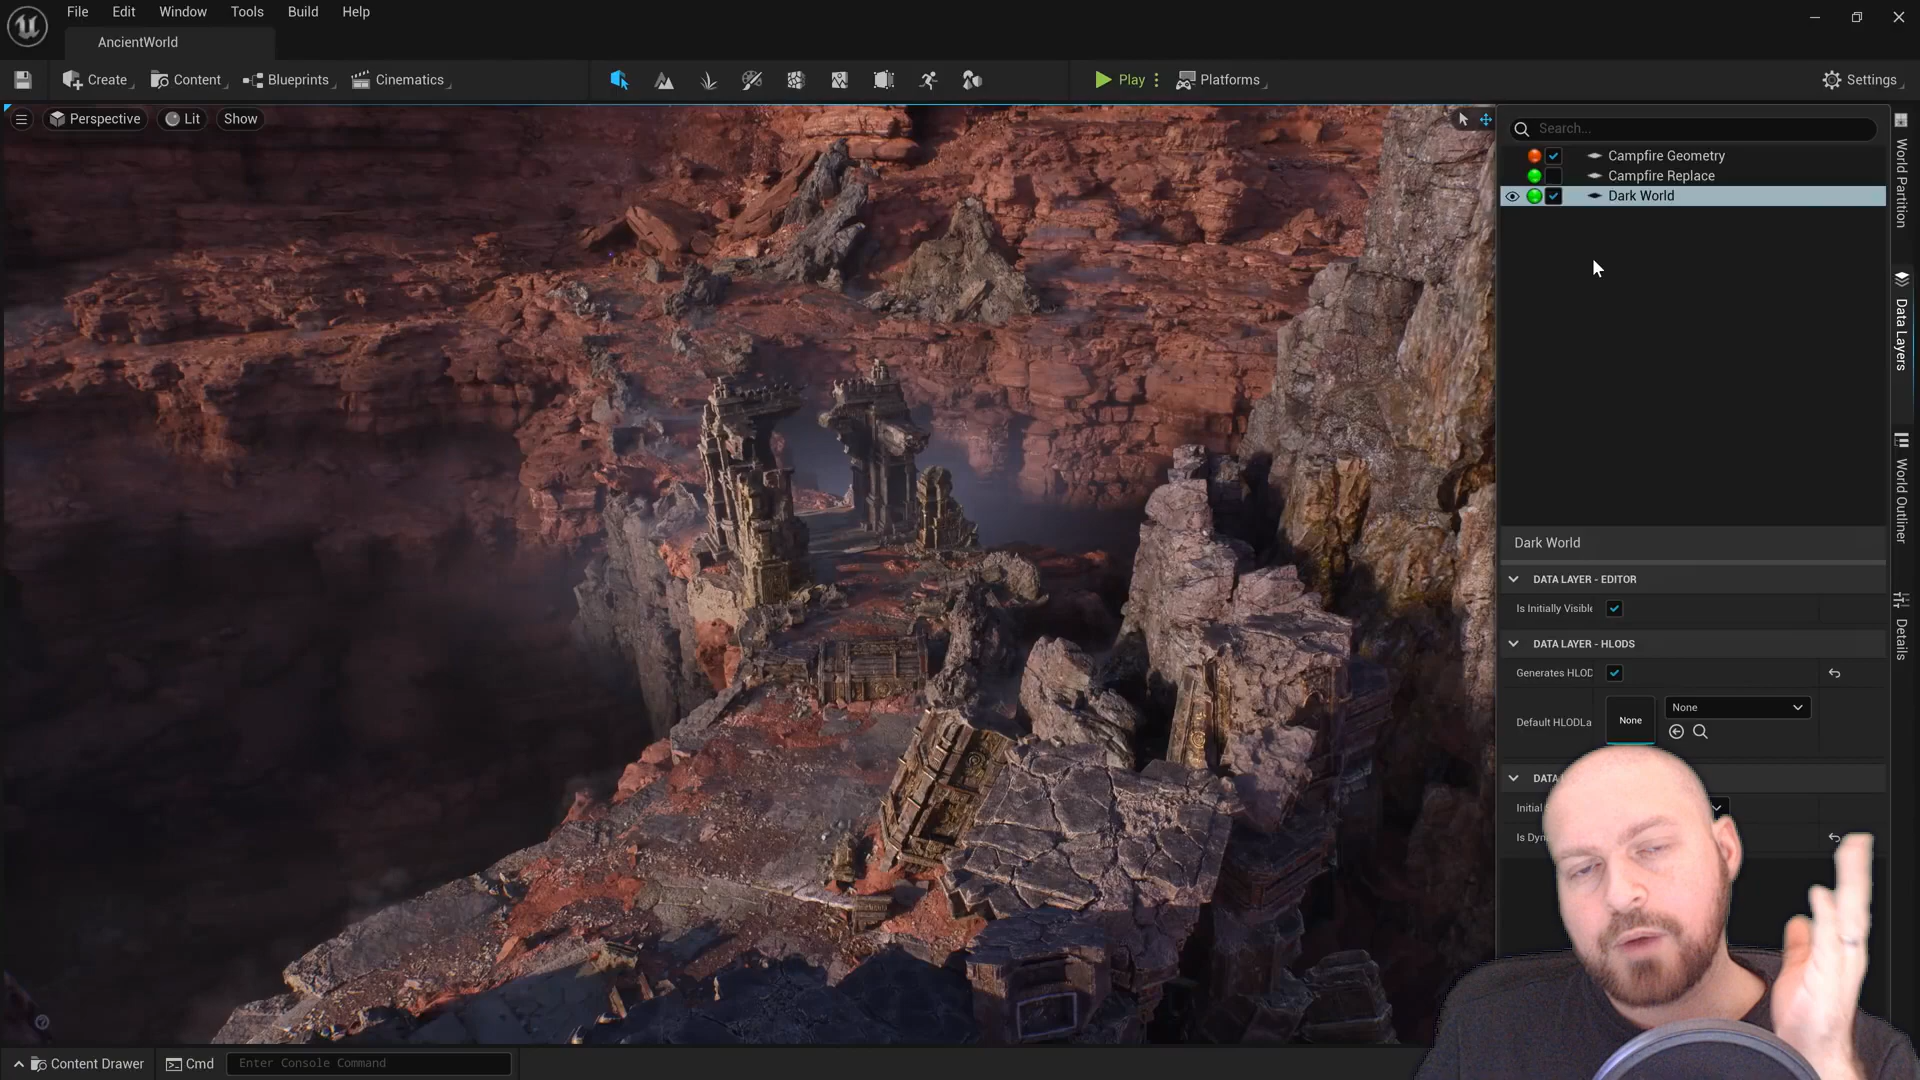 File Edit Window Tools Build Help
AncientWorld
Create Content Blueprints Cinematics Play Platforms Settings
Perspective Lit Show
Search...
Campfire Geometry
Campfire Replace
Dark World
World Partition
Data Layers
World Outliner
Details
Dark World
DATA LAYER - EDITOR
Is Initially Visible
DATA LAYER - HLODS
Generates HLOD
Default HLODLa None None
DATA
Initial
Is Dyn
Content Drawer Cmd Enter Console Command